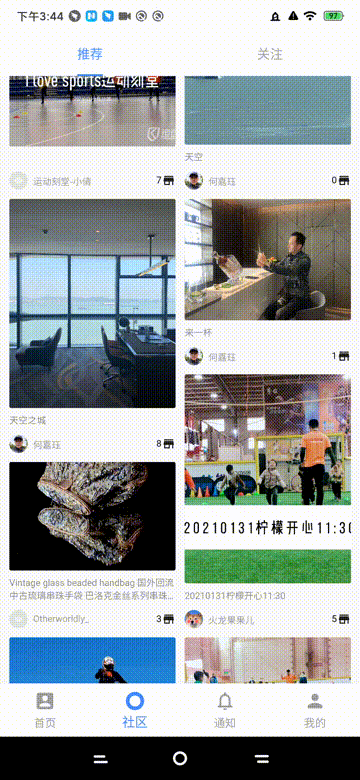 下午3:44
97
推荐
关注
I love sports运动刻堂
运动刻堂-小倩
7
天空
何嘉珏
0
天空之城
何嘉珏
8
来一杯
何嘉珏
1
20210131柠檬开心11:30
20210131柠檬开心11:30
火龙果果儿
5
Vintage glass beaded handbag 国外回流
中古琉璃串珠手袋 巴洛克金丝系列串珠...
Otherworldly_
3
首页
社区
通知
我的